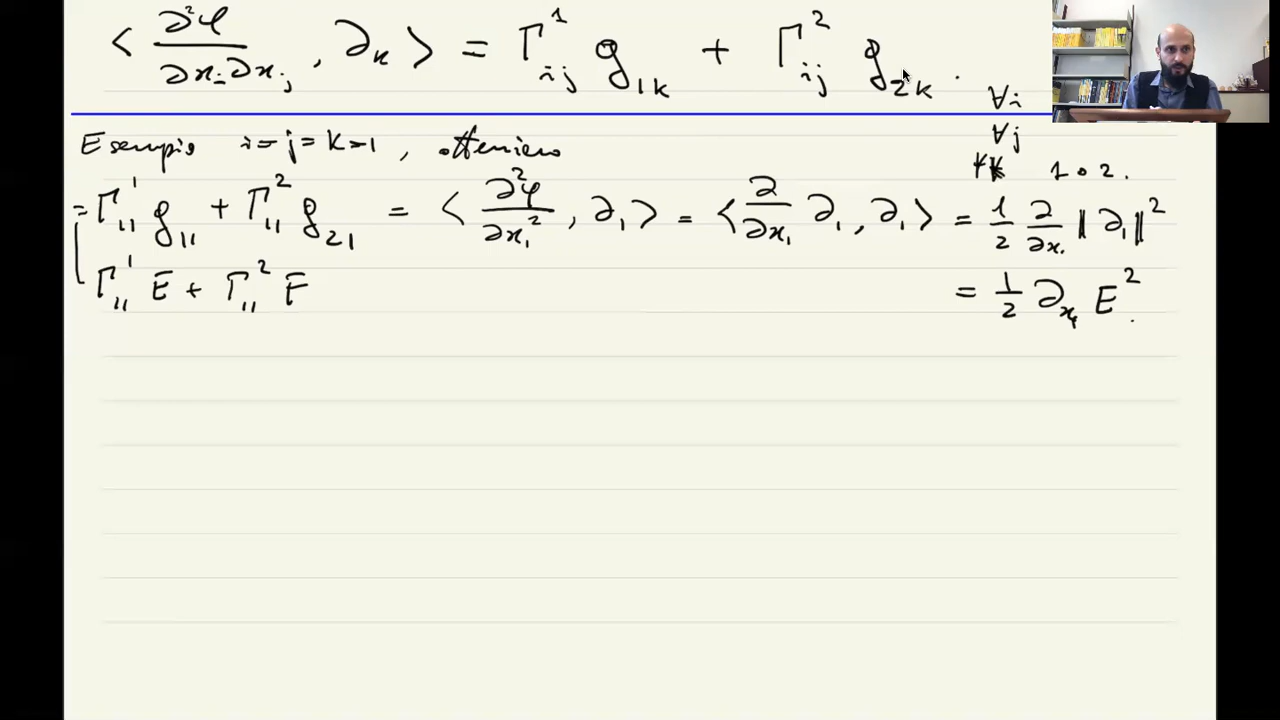 < ∂²φ/∂xᵢ∂xⱼ , ∂ₖ > = Γ¹ᵢⱼ g₁ₖ + Γ²ᵢⱼ g₂ₖ .
∀i
∀j
Esempio i=j=k=1 , otteniamo
1 o 2 .
= Γ¹₁₁ g₁₁ + Γ²₁₁ g₂₁ = < ∂²φ/∂x₁² , ∂₁ > = < ∂/∂x₁ ∂₁ , ∂₁ > = 1/2 ∂/∂x₁ ‖∂₁‖²
Γ¹₁₁ E + Γ²₁₁ F = 1/2 ∂ₓ₁ E² .